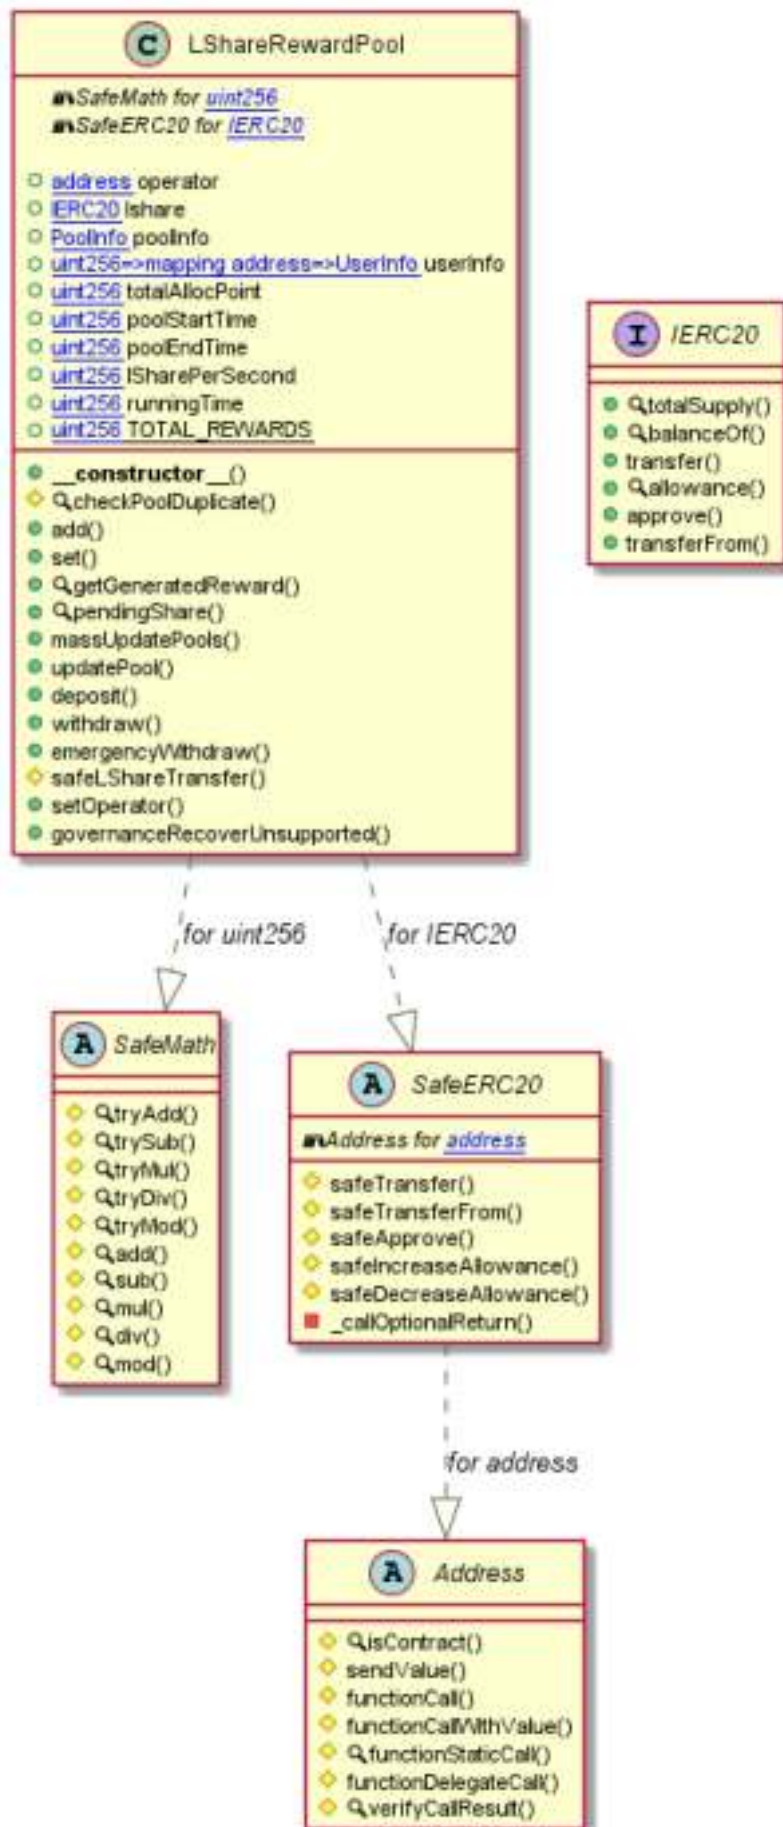 C LShareRewardPool
SafeMath for uint256
SafeERC20 for IERC20
address operator
IERC20 lshare
PoolInfo poolInfo
uint256=>mapping address=>UserInfo userInfo
uint256 totalAllocPoint
uint256 poolStartTime
uint256 poolEndTime
uint256 lSharePerSecond
uint256 runningTime
uint256 TOTAL_REWARDS
__constructor__()
checkPoolDuplicate()
add()
set()
getGeneratedReward()
pendingShare()
massUpdatePools()
updatePool()
deposit()
withdraw()
emergencyWithdraw()
safeLShareTransfer()
setOperator()
governanceRecoverUnsupported()
I IERC20
totalSupply()
balanceOf()
transfer()
allowance()
approve()
transferFrom()
for uint256
for IERC20
A SafeMath
tryAdd()
trySub()
tryMul()
tryDiv()
tryMod()
add()
sub()
mul()
div()
mod()
A SafeERC20
Address for address
safeTransfer()
safeTransferFrom()
safeApprove()
safeIncreaseAllowance()
safeDecreaseAllowance()
_callOptionalReturn()
for address
A Address
isContract()
sendValue()
functionCall()
functionCallWithValue()
functionStaticCall()
functionDelegateCall()
verifyCallResult()